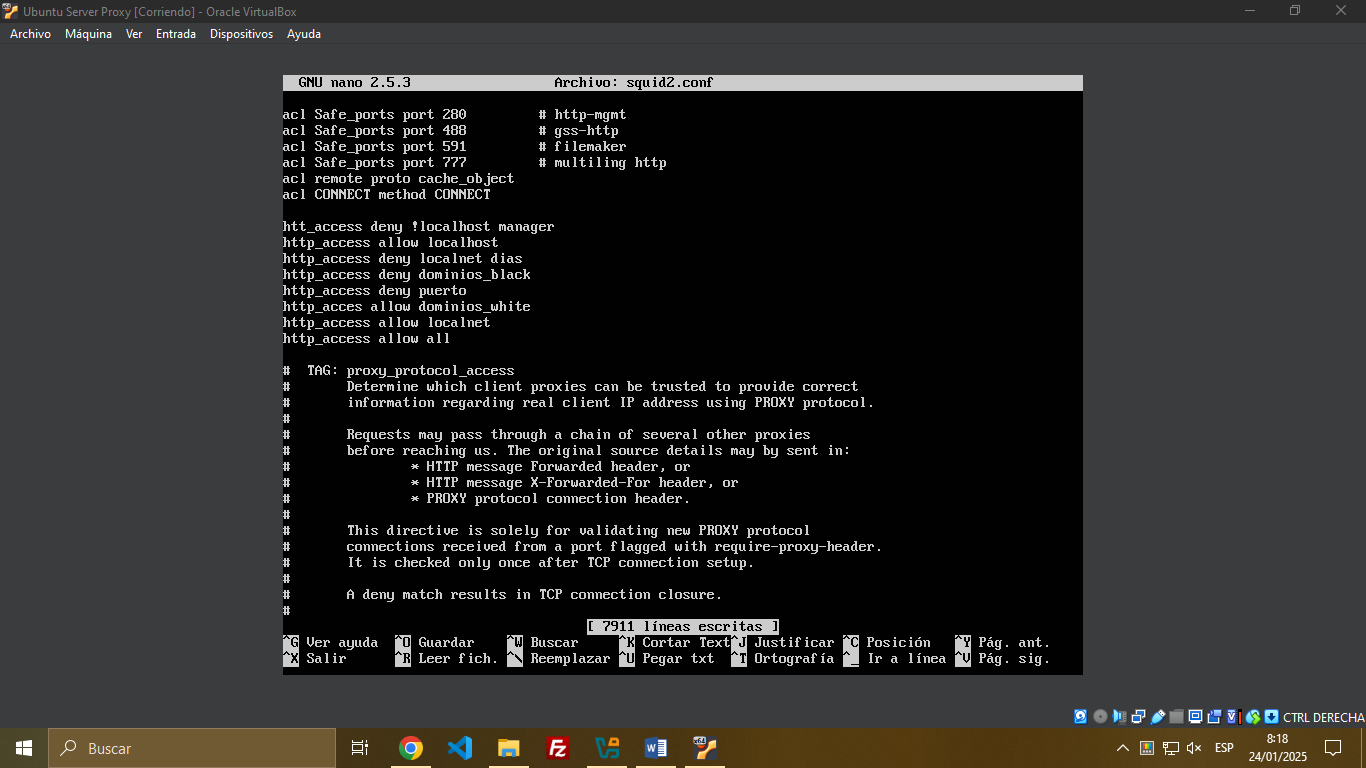 Ubuntu Server Proxy [Corriendo] - Oracle VirtualBox
Archivo Máquina Ver Entrada Dispositivos Ayuda
GNU nano 2.5.3 Archivo: squid2.conf
acl Safe_ports port 280 # http-mgmt
acl Safe_ports port 488 # gss-http
acl Safe_ports port 591 # filemaker
acl Safe_ports port 777 # multiling http
acl remote proto cache_object
acl CONNECT method CONNECT
htt_access deny !localhost manager
http_access allow localhost
http_access deny localnet dias
http_access deny dominios_black
http_access deny puerto
http_acces allow dominios_white
http_access allow localnet
http_access allow all
# TAG: proxy_protocol_access
# Determine which client proxies can be trusted to provide correct
# information regarding real client IP address using PROXY protocol.
#
# Requests may pass through a chain of several other proxies
# before reaching us. The original source details may by sent in:
# * HTTP message Forwarded header, or
# * HTTP message X-Forwarded-For header, or
# * PROXY protocol connection header.
#
# This directive is solely for validating new PROXY protocol
# connections received from a port flagged with require-proxy-header.
# It is checked only once after TCP connection setup.
#
# A deny match results in TCP connection closure.
#
[ 7911 líneas escritas ]
^G Ver ayuda ^O Guardar ^W Buscar ^K Cortar Text ^J Justificar ^C Posición ^Y Pág. ant.
^X Salir ^R Leer fich. ^\ Reemplazar ^U Pegar txt ^T Ortografía ^_ Ir a línea ^V Pág. sig.
CTRL DERECHA
Buscar
ESP
8:18
24/01/2025